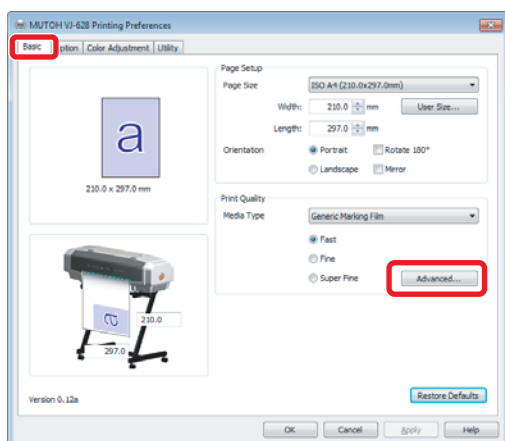 MUTOH VJ-628 Printing Preferences
Basic ption Color Adjustment Utility
a
210.0 x 297.0 mm
Page Setup
Page Size ISO A4 (210.0x297.0mm)
Width: 210.0 mm User Size...
Length: 297.0 mm
Orientation Portrait Rotate 180°
Landscape Mirror
Print Quality
Media Type Generic Marking Film
Fast
Fine
Super Fine Advanced...
a
210.0
297.0
Version 0.12a
Restore Defaults
OK Cancel Apply Help